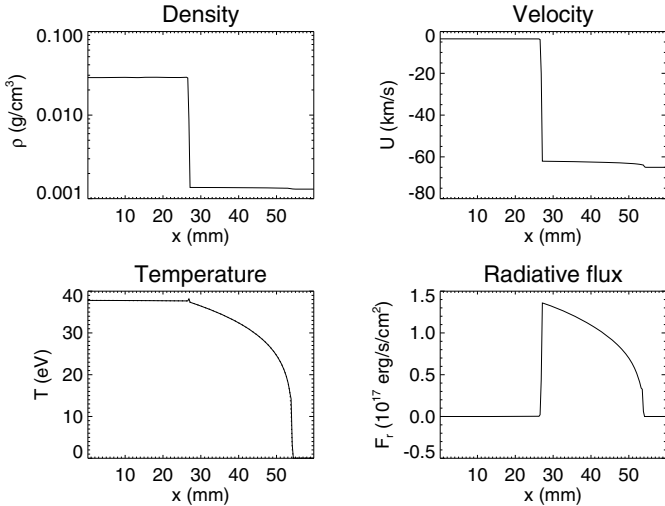 Density
0.100
0.010
0.001
ρ (g/cm³)
10 20 30 40 50
x (mm)
Velocity
0
-20
-40
-60
-80
U (km/s)
10 20 30 40 50
x (mm)
Temperature
40
30
20
10
0
T (eV)
10 20 30 40 50
x (mm)
Radiative flux
1.5
1.0
0.5
0.0
-0.5
Fᵣ (10¹⁷ erg/s/cm²)
10 20 30 40 50
x (mm)